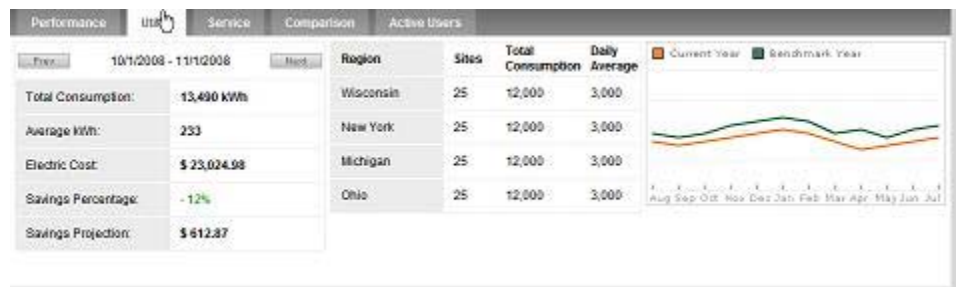 Performance Service Comparison Active Users
Prev 10/1/2008 - 11/1/2008 Next
Total Consumption: 13,490 kWh
Average kWh: 233
Electric Cost: $ 23,024.98
Savings Percentage: - 12%
Savings Projection: $ 612.87
Region Sites Total Consumption Daily Average
Wisconsin 25 12,000 3,000
New York 25 12,000 3,000
Michigan 25 12,000 3,000
Ohio 25 12,000 3,000
Current Year Benchmark Year
Aug Sep Oct Nov Dec Jan Feb Mar Apr May Jun Jul